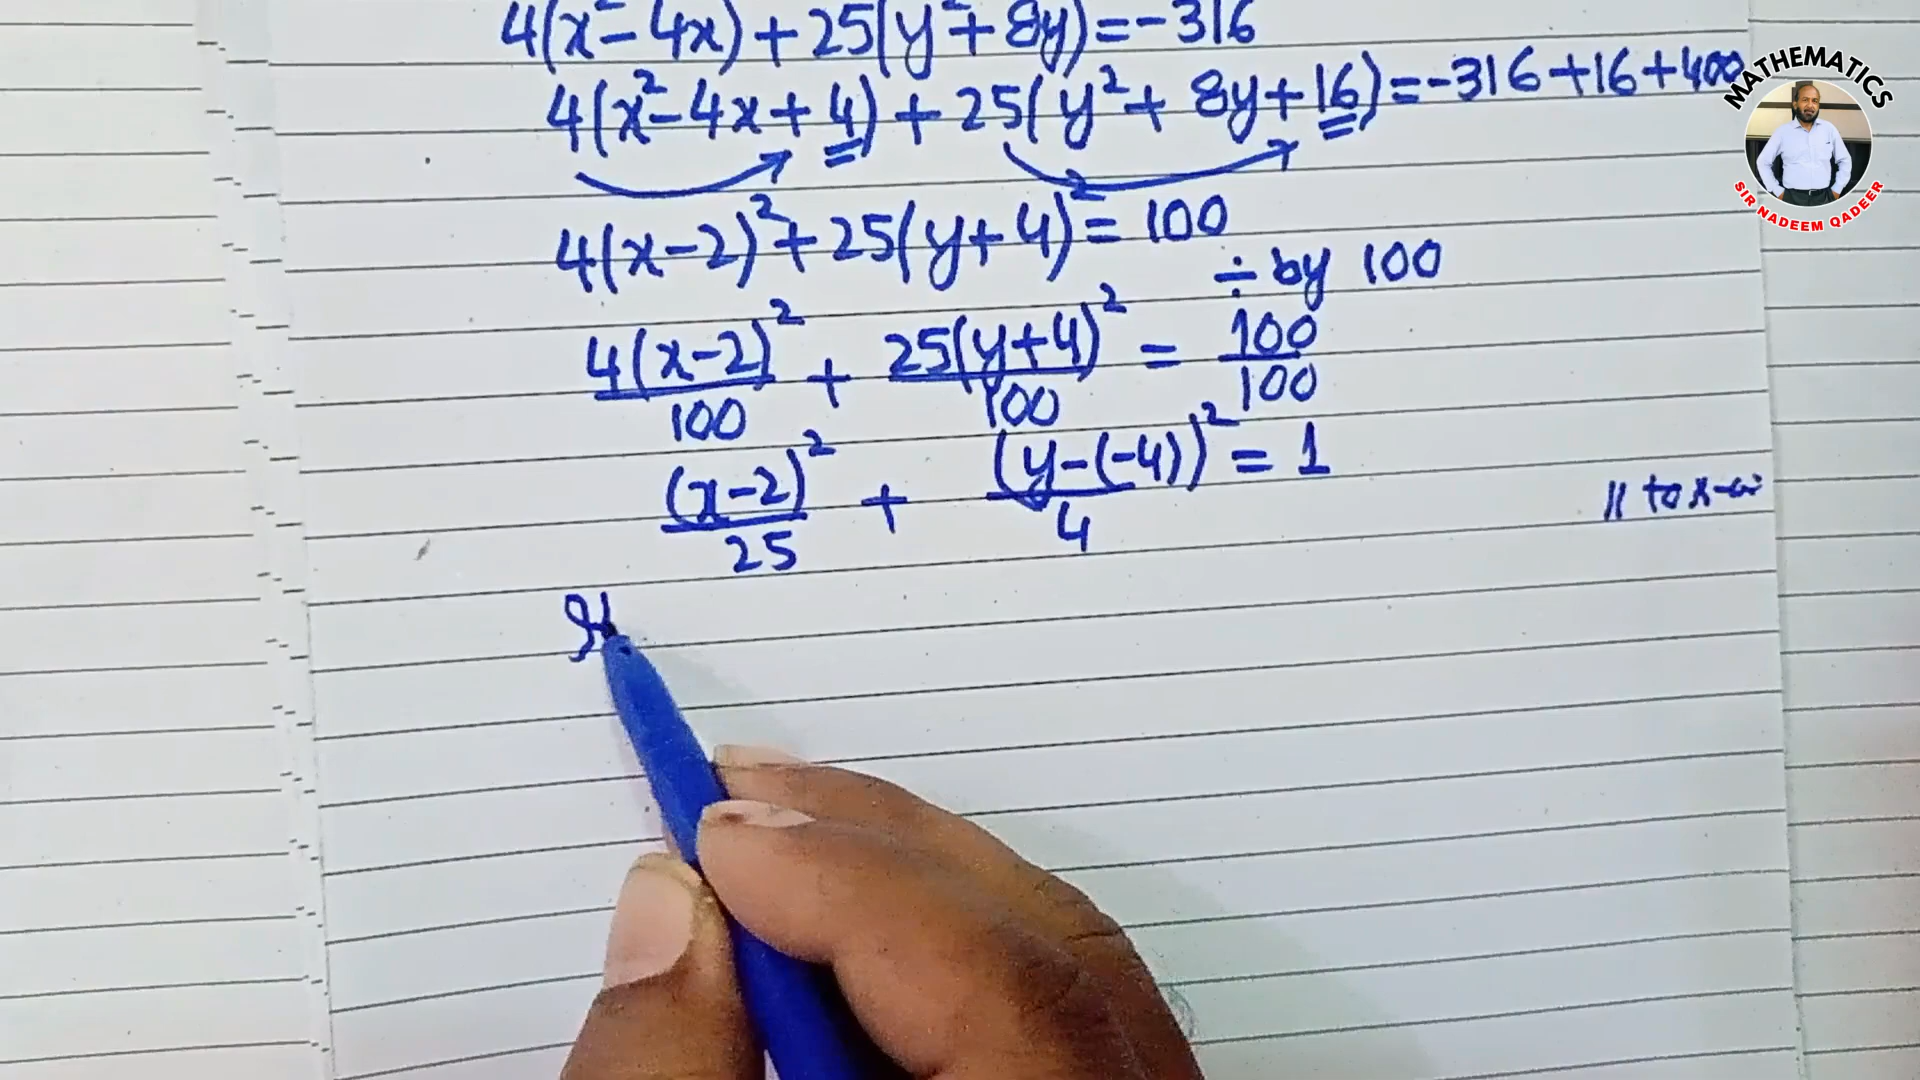 4(x²-4x)+25(y²+8y)=-316
4(x²-4x+4)+25(y²+8y+16)=-316+16+400
4(x-2)²+25(y+4)²=100
÷ by 100
4(x-2)²/100 + 25(y+4)²/100 = 100/100
(x-2)²/25 + (y-(-4))²/4 = 1
|| to x-
MATHEMATICS
SIR NADEEM QADEER